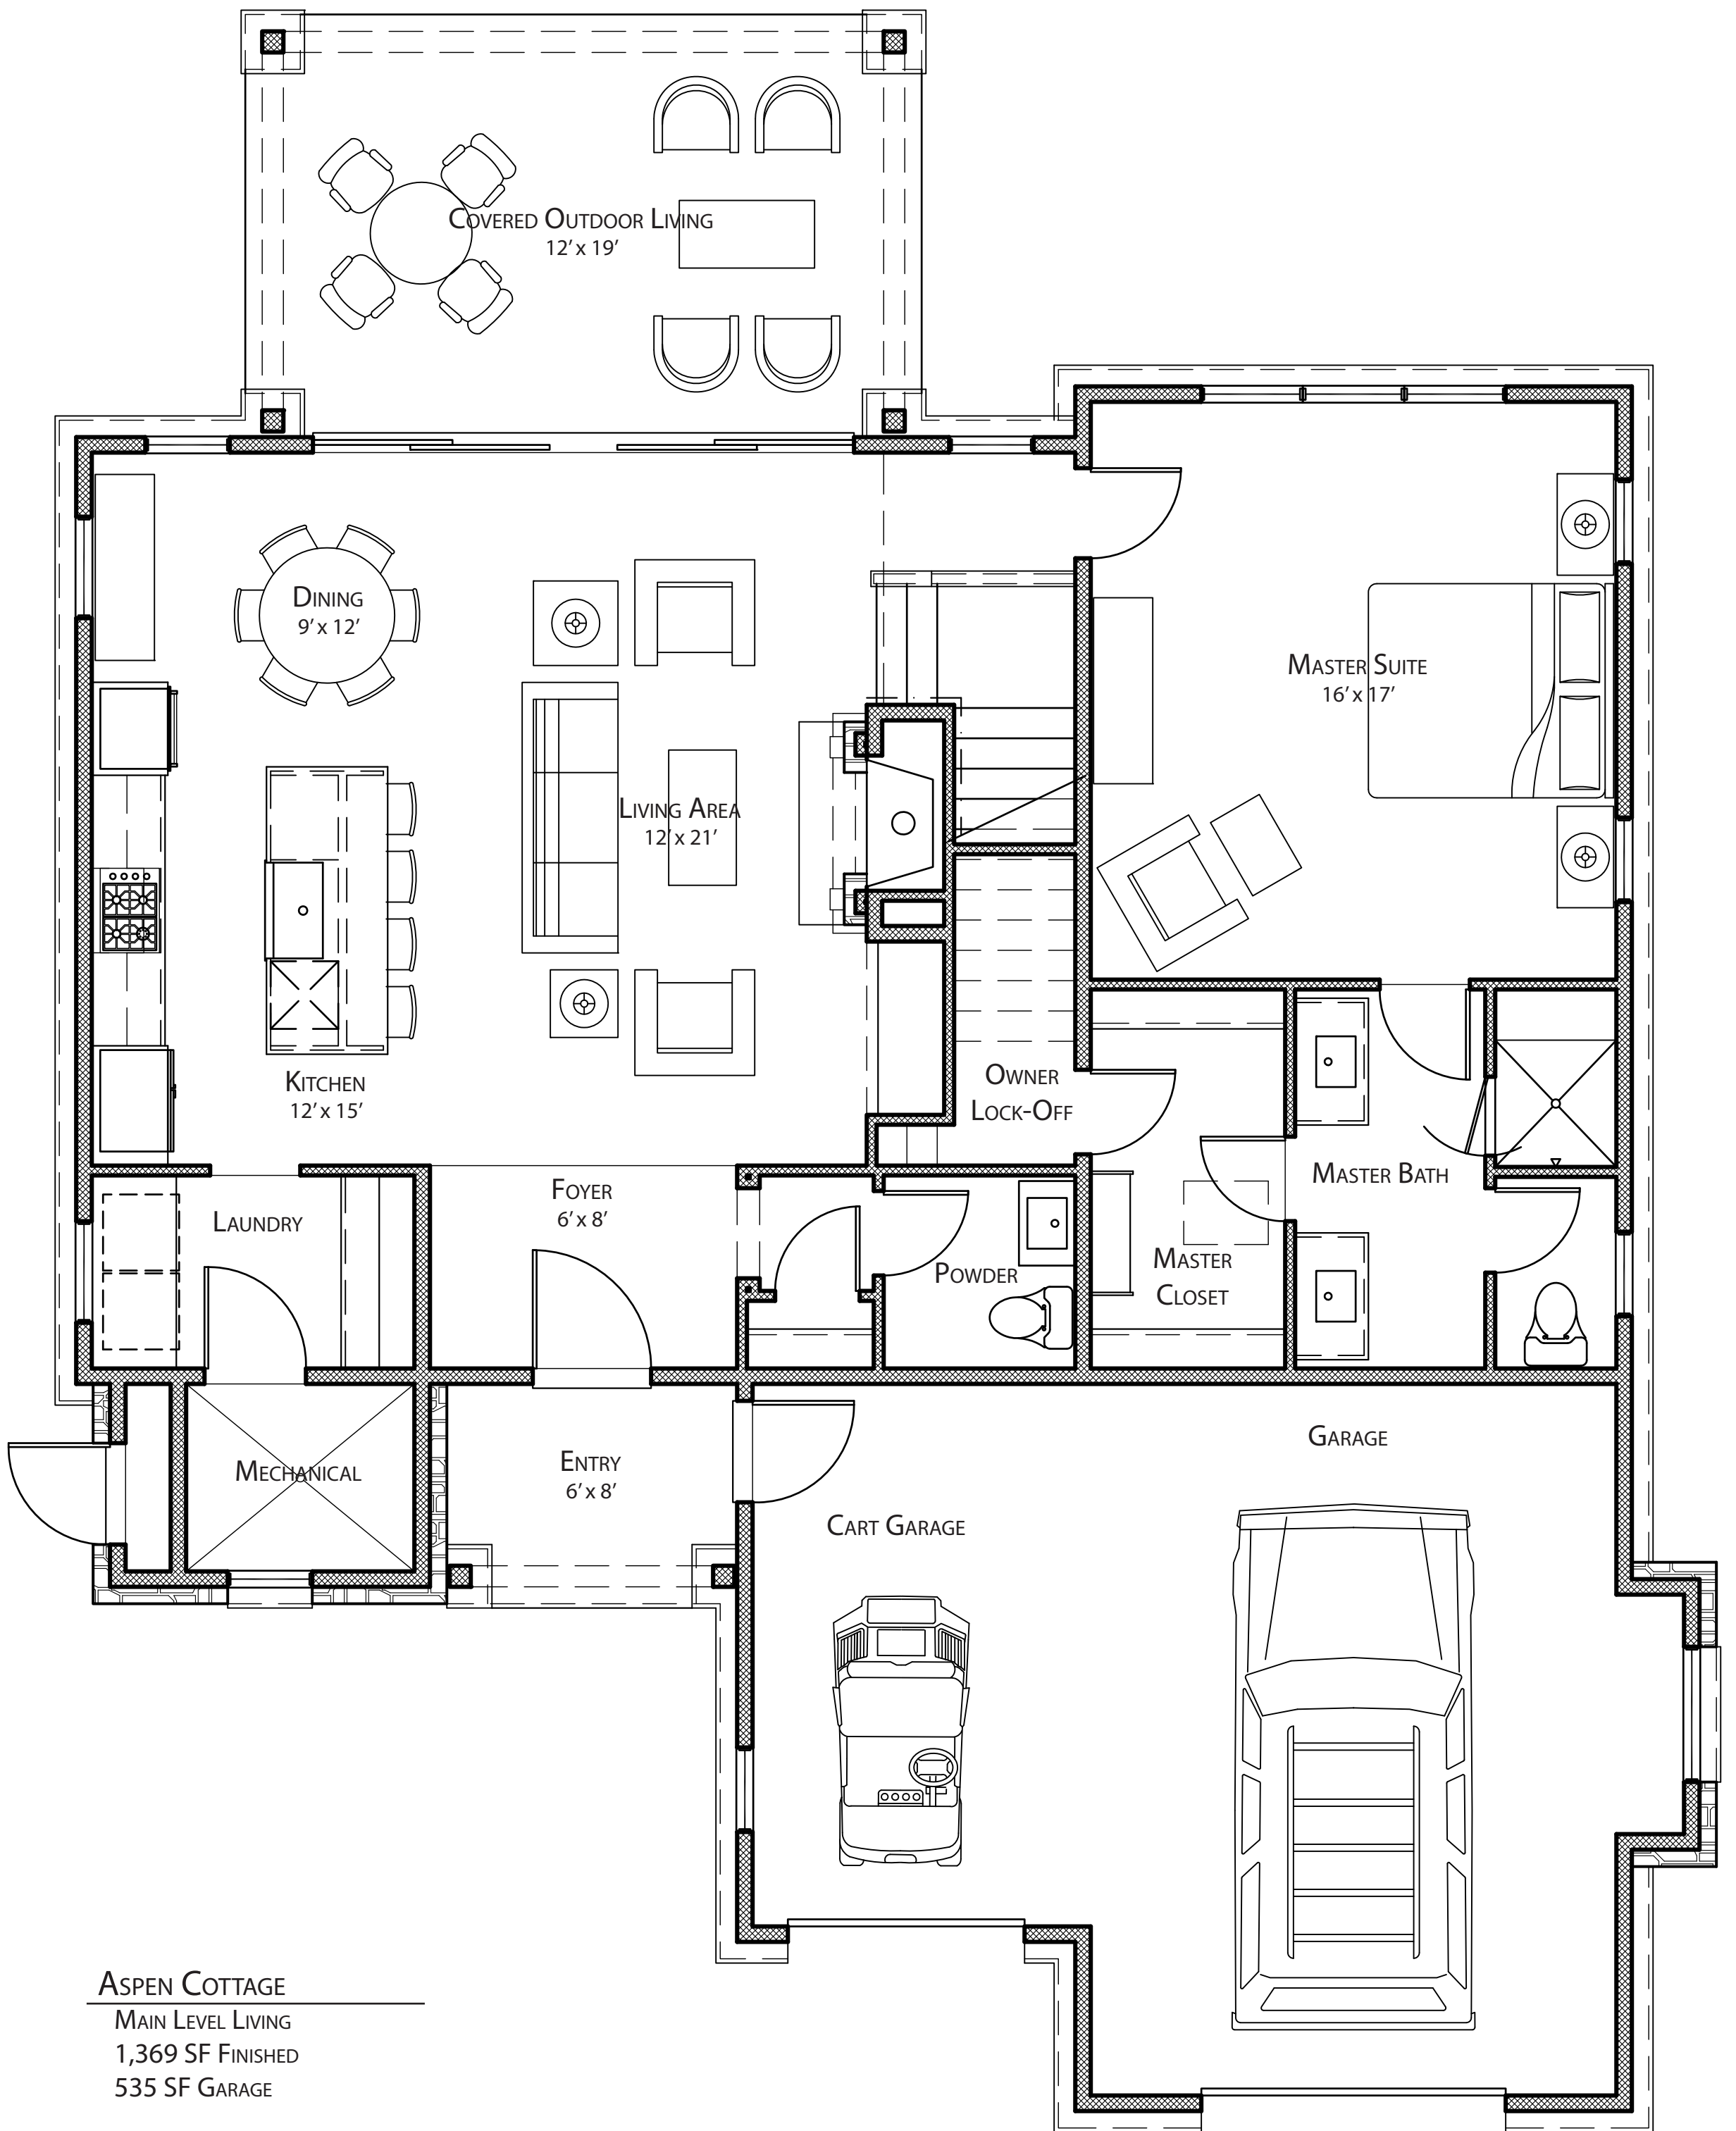 Covered Outdoor Living
12' x 19'
Dining
9' x 12'
Master Suite
16' x 17'
Living Area
12' x 21'
Kitchen
12' x 15'
Owner
Lock-Off
Master Bath
Foyer
6' x 8'
Laundry
Powder
Master
Closet
Garage
Entry
6' x 8'
Mechanical
Cart Garage
Aspen Cottage
Main Level Living
1,369 SF Finished
535 SF Garage